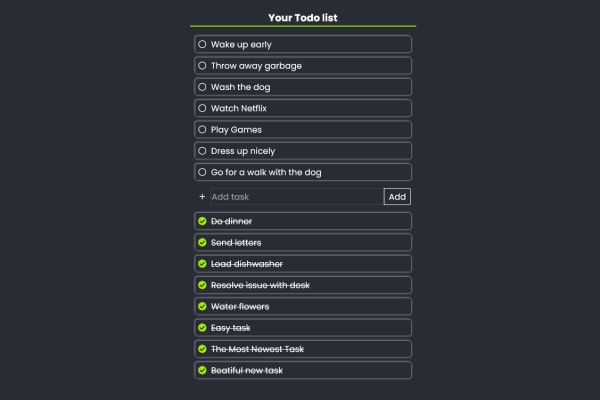 Your Todo list
Wake up early
Throw away garbage
Wash the dog
Watch Netflix
Play Games
Dress up nicely
Go for a walk with the dog
+ Add task Add
Do dinner
Send letters
Load dishwasher
Resolve issue with desk
Water flowers
Easy task
The Most Newest Task
Beatiful new task